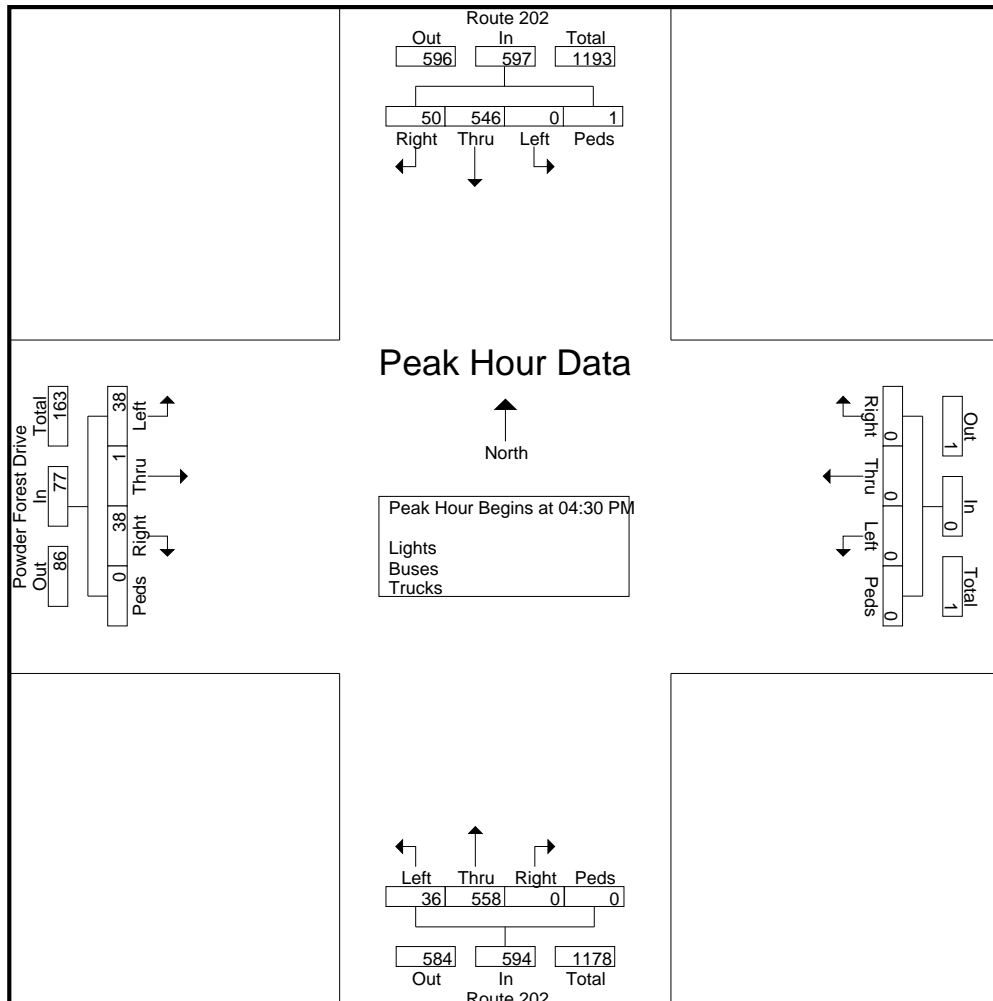 Route 202
Out In Total
596 597 1193
50 546 0 1
Right Thru Left Peds
Peak Hour Data
North
Peak Hour Begins at 04:30 PM
Lights
Buses
Trucks
Powder Forest Drive
Out In Total
86 77 163
38 1 38 0
Left Thru Right Peds
Out In Total
1 0 1
0 0 0 0
Right Thru Left Peds
Left Thru Right Peds
36 558 0 0
584 594 1178
Out In Total
Route 202